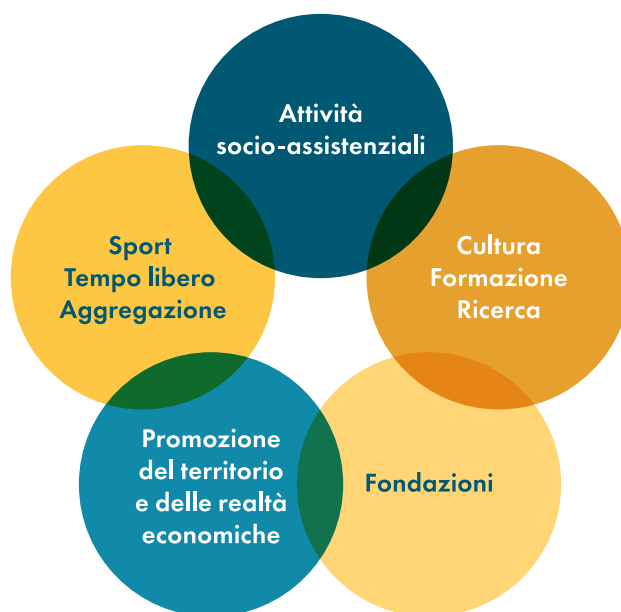 Attività
socio-assistenziali
Sport
Tempo libero
Aggregazione
Cultura
Formazione
Ricerca
Promozione
del territorio
e delle realtà
economiche
Fondazioni